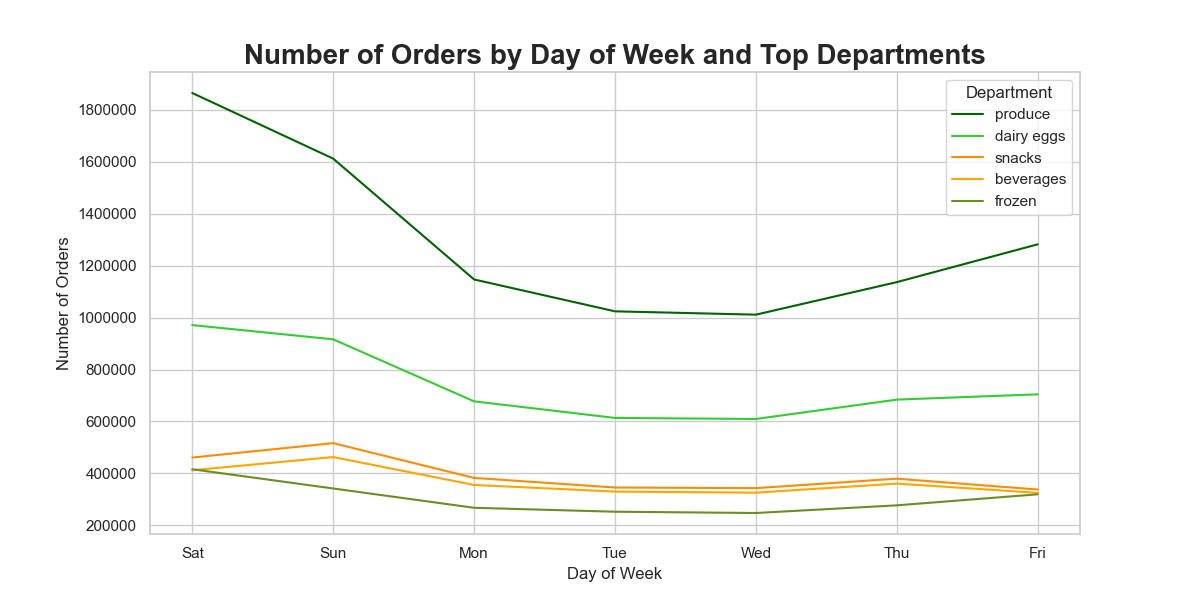 Number of Orders by Day of Week and Top Departments
Department
produce
dairy eggs
snacks
beverages
frozen
Number of Orders
1800000
1600000
1400000
1200000
1000000
800000
600000
400000
200000
Sat Sun Mon Tue Wed Thu Fri
Day of Week